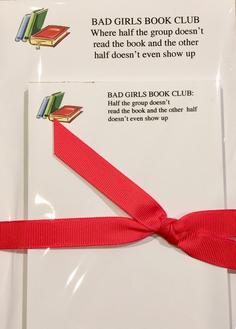 BAD GIRLS BOOK CLUB
Where half the group doesn't
read the book and the other
half doesn't even show up
BAD GIRLS BOOK CLUB:
Half the group doesn't
read the book and the other half
doesn't even show up